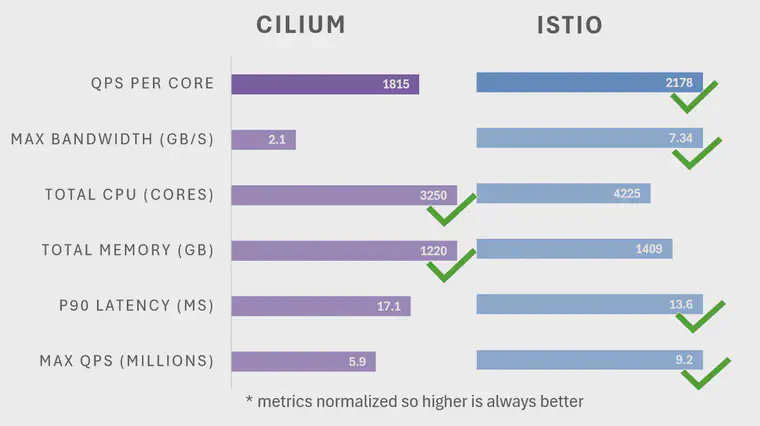 CILIUM ISTIO
QPS PER CORE 1815 2178
MAX BANDWIDTH (GB/S) 2.1 7.34
TOTAL CPU (CORES) 3250 4225
TOTAL MEMORY (GB) 1220 1409
P90 LATENCY (MS) 17.1 13.6
MAX QPS (MILLIONS) 5.9 9.2
* metrics normalized so higher is always better